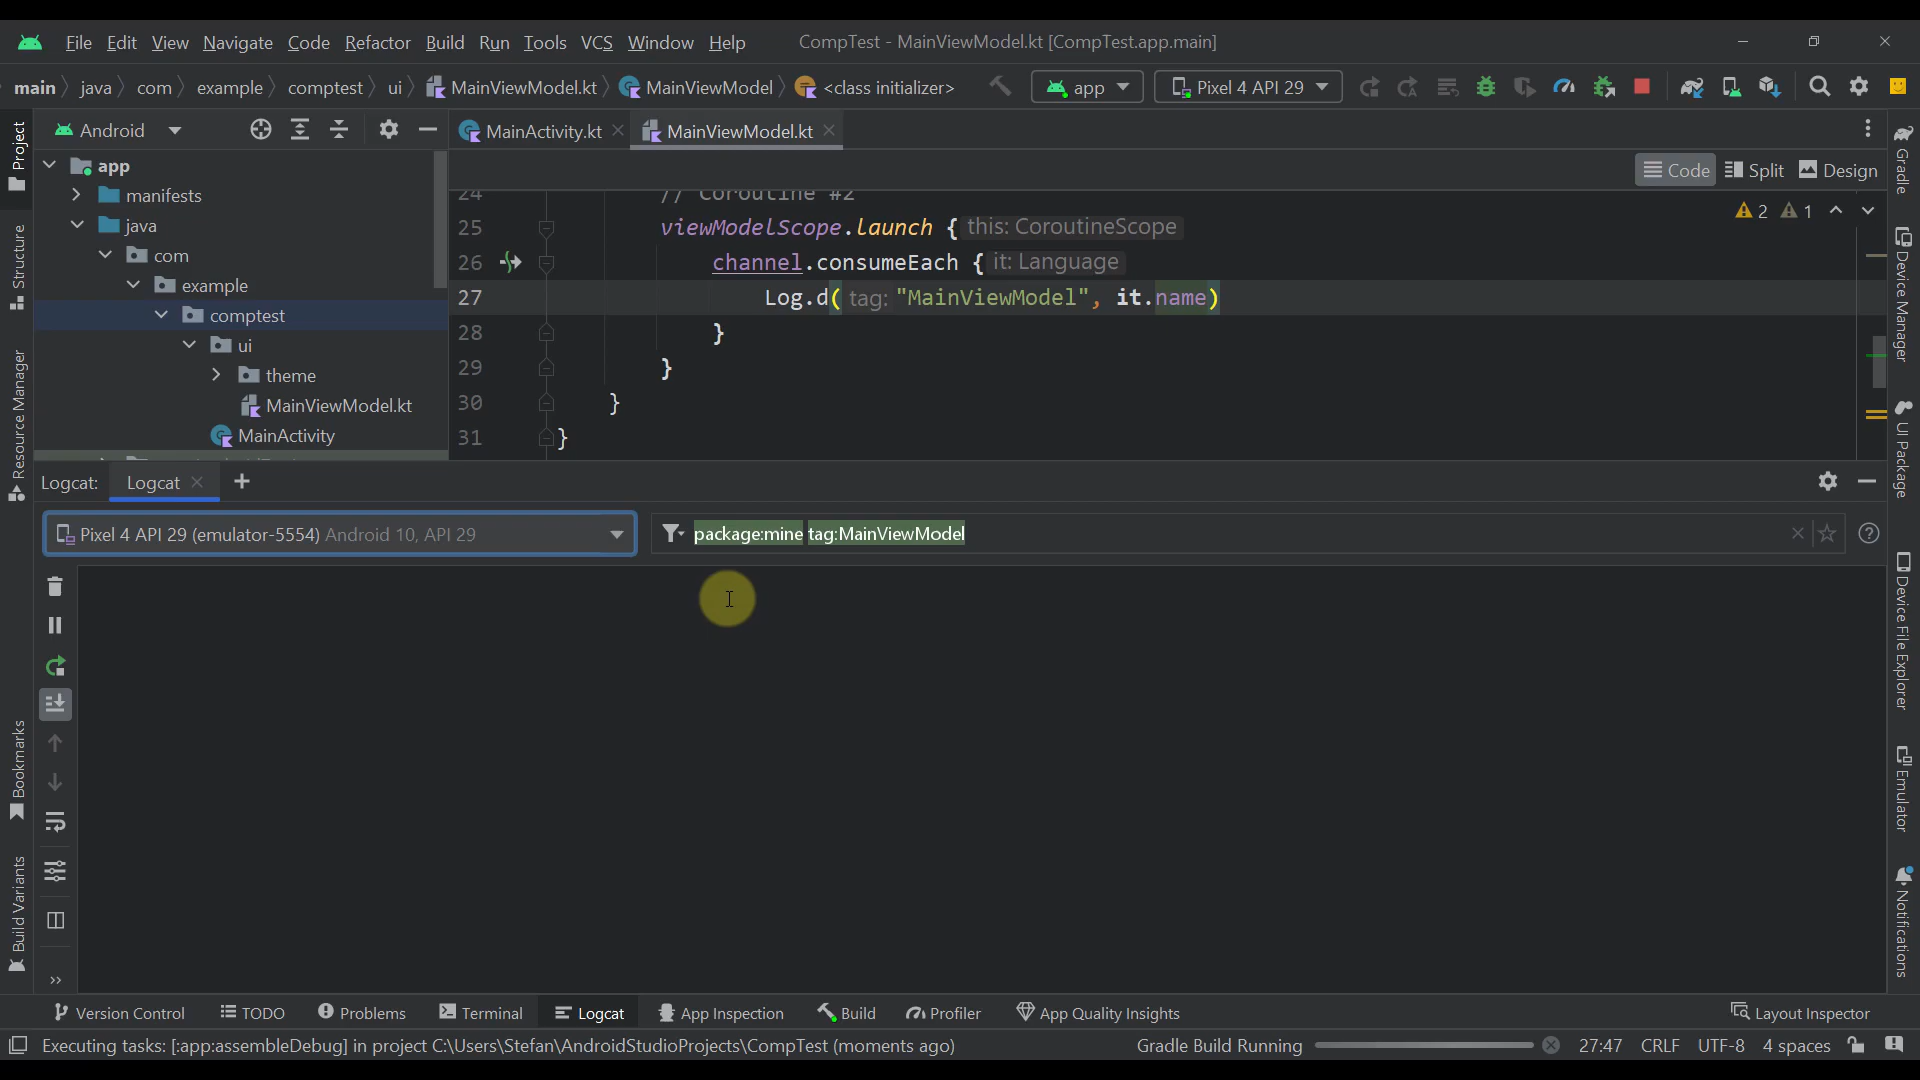 File Edit View Navigate Code Refactor Build Run Tools VCS Window Help CompTest - MainViewModel.kt [CompTest.app.main]
main java com example comptest ui MainViewModel.kt MainViewModel <class initializer> app Pixel 4 API 29
Project
Structure
Resource Manager
Bookmarks
Build Variants
Android
app
manifests
java
com
example
comptest
ui
theme
MainViewModel.kt
MainActivity
MainActivity.kt MainViewModel.kt
Code Split Design
2 1
24 // Coroutine #2
25 viewModelScope.launch { this: CoroutineScope
26 channel.consumeEach { it: Language
27 Log.d( tag: "MainViewModel", it.name)
28 }
29 }
30 }
31 }
Gradle
Device Manager
UI Package
Device File Explorer
Emulator
Notifications
Logcat: Logcat
Pixel 4 API 29 (emulator-5554) Android 10, API 29 package:mine tag:MainViewModel
Version Control TODO Problems Terminal Logcat App Inspection Build Profiler App Quality Insights Layout Inspector
Executing tasks: [:app:assembleDebug] in project C:\Users\Stefan\AndroidStudioProjects\CompTest (moments ago) Gradle Build Running 27:47 CRLF UTF-8 4 spaces